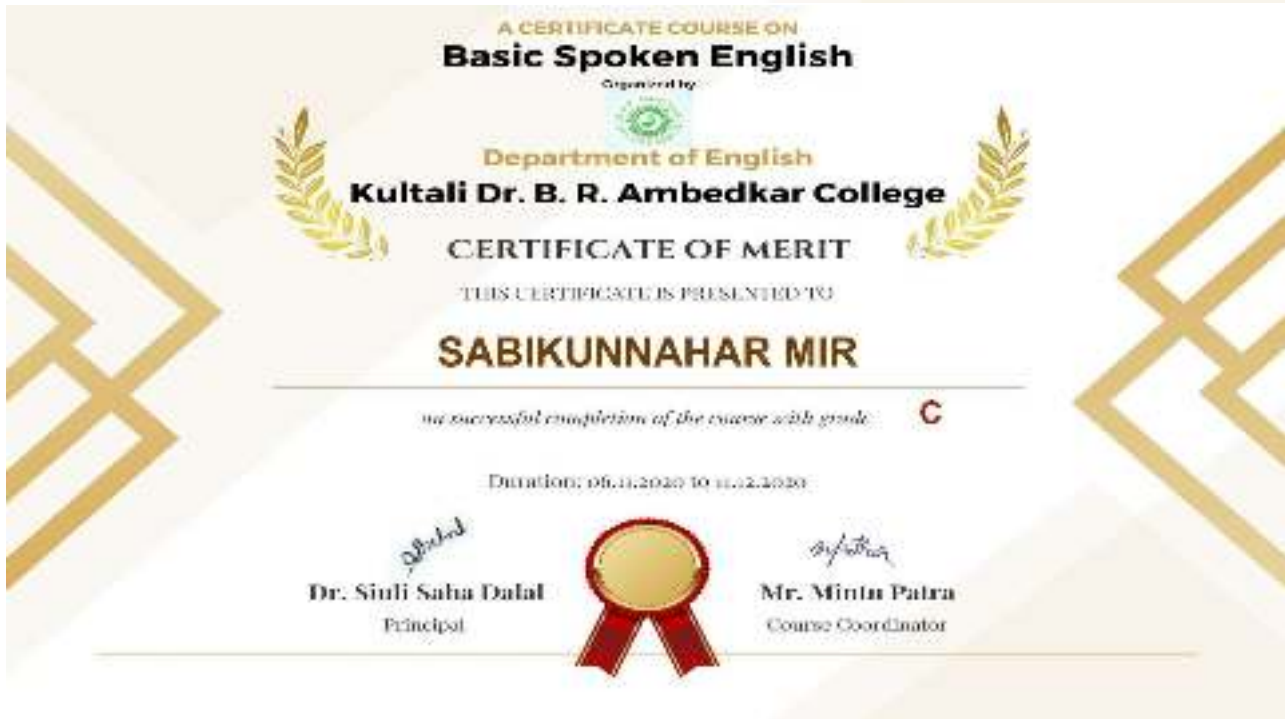 A CERTIFICATE COURSE ON
Basic Spoken English
Organized by
Department of English
Kultali Dr. B. R. Ambedkar College
CERTIFICATE OF MERIT
THIS CERTIFICATE IS PRESENTED TO
SABIKUNNAHAR MIR
on successful completion of the course with grade C
Duration: 06.11.2020 to 11.12.2020
Dr. Siuli Saha Dalal Mr. Mintu Patra
Principal Course Coordinator